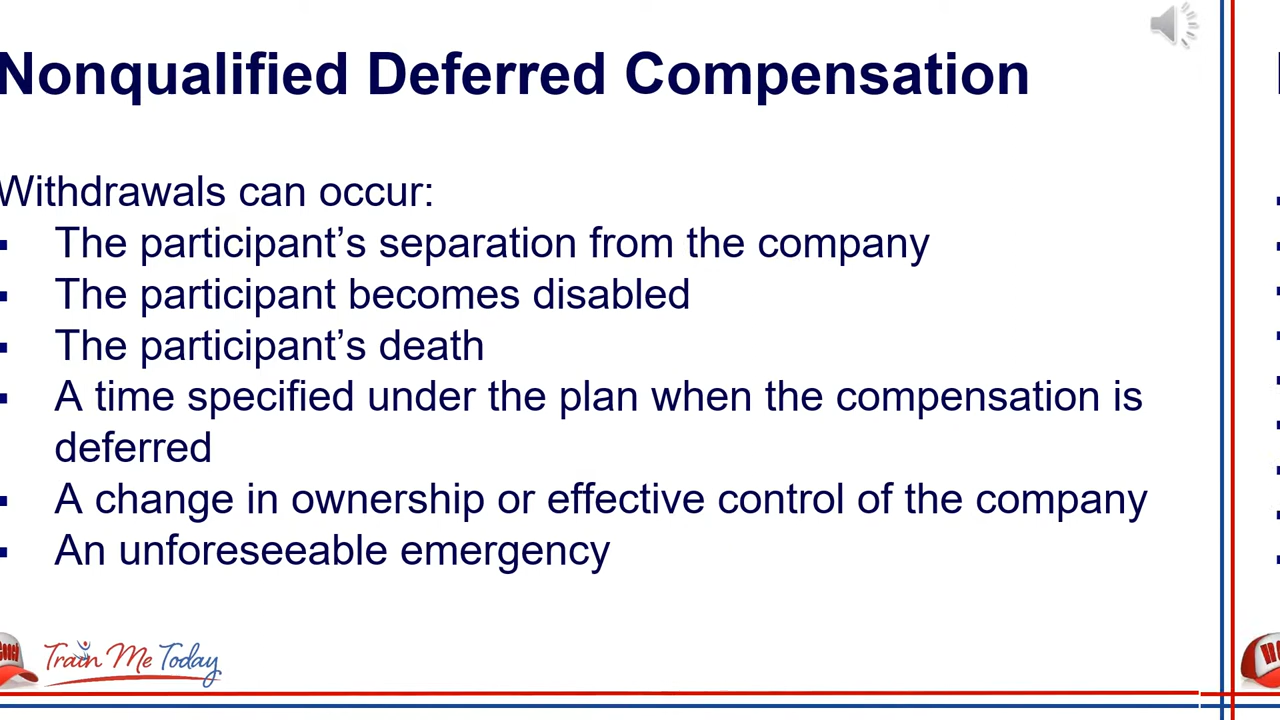 Nonqualified Deferred Compensation
Withdrawals can occur:
▪ The participant’s separation from the company
▪ The participant becomes disabled
▪ The participant’s death
▪ A time specified under the plan when the compensation is
deferred
▪ A change in ownership or effective control of the company
▪ An unforeseeable emergency
Train Me Today